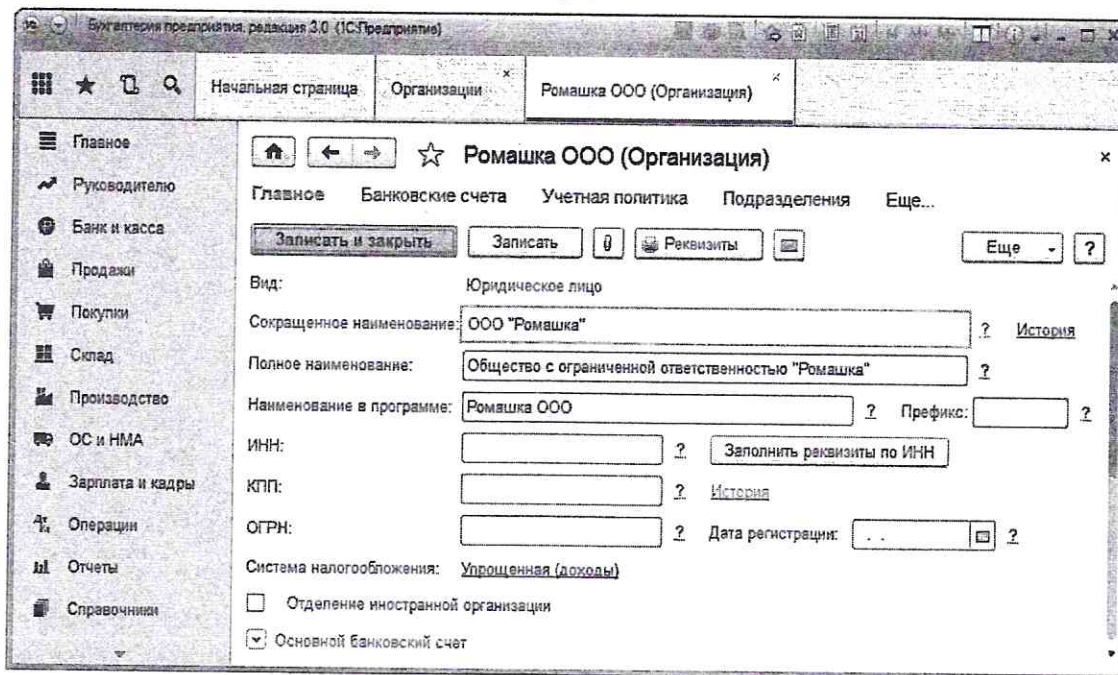 Бухгалтерия предприятия, редакция 3.0 (1С:Предприятие)
Начальная страница
Организации
Ромашка ООО (Организация)
Главное
Руководителю
Банк и касса
Продажи
Покупки
Склад
Производство
ОС и НМА
Зарплата и кадры
Операции
Отчеты
Справочники
Ромашка ООО (Организация)
Главное Банковские счета Учетная политика Подразделения Еще...
Записать и закрыть Записать Реквизиты Еще ?
Вид: Юридическое лицо
Сокращенное наименование: ООО "Ромашка" ? История
Полное наименование: Общество с ограниченной ответственностью "Ромашка" ?
Наименование в программе: Ромашка ООО ? Префикс: ?
ИНН: ? Заполнить реквизиты по ИНН
КПП: ? История
ОГРН: ? Дата регистрации: . . ?
Система налогообложения: Упрощенная (доходы)
Отделение иностранной организации
Основной банковский счет